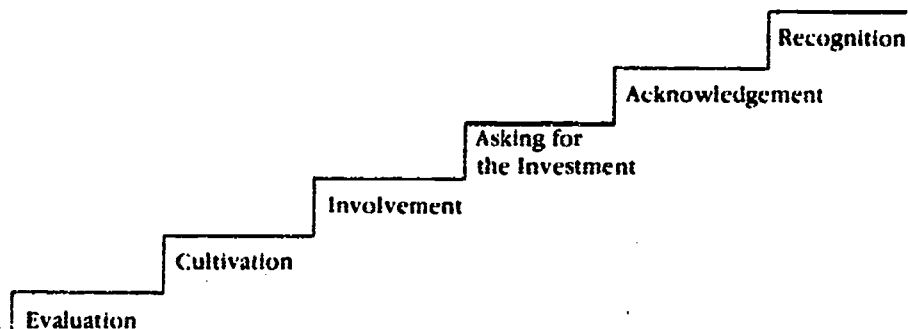 Recognition
Acknowledgement
Asking for
the Investment
Involvement
Cultivation
Evaluation